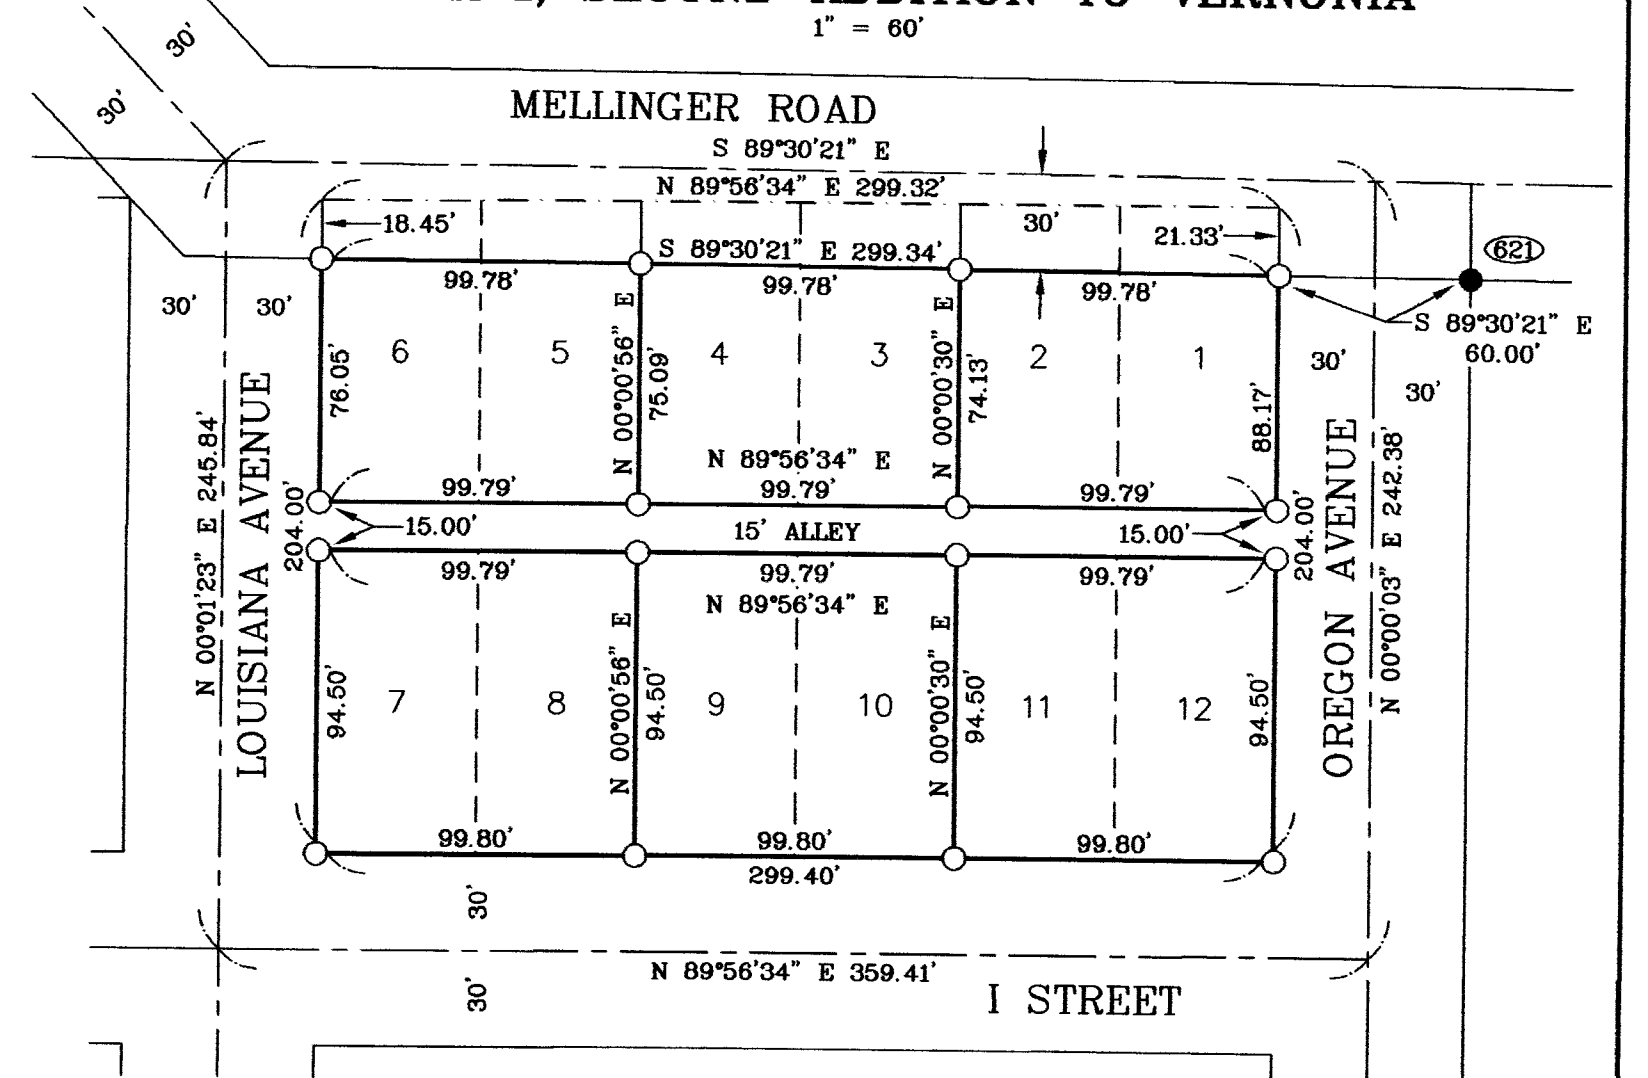 SECOND ADDITION TO VERNONIA
1" = 60'
30'
30'
MELLINGER ROAD
S 89°30'21" E
N 89°56'34" E 299.32'
18.45'
30'
21.33'
S 89°30'21" E 299.34'
621
99.78'
99.78'
99.78'
30'
30'
S 89°30'21" E
60.00'
6
5
4
3
2
1
30'
30'
76.05'
N 00°00'56" E
75.09'
N 00°00'30" E
74.13'
88.17'
N 89°56'34" E
99.79'
99.79'
99.79'
N 00°01'23" E 245.84'
LOUISIANA AVENUE
204.00'
15.00'
15' ALLEY
15.00'
204.00'
OREGON AVENUE
N 00°00'03" E 242.38'
99.79'
99.79'
99.79'
N 89°56'34" E
7
8
9
10
11
12
94.50'
N 00°00'56" E
94.50'
N 00°00'30" E
94.50'
94.50'
99.80'
99.80'
99.80'
299.40'
30'
N 89°56'34" E 359.41'
30'
I STREET